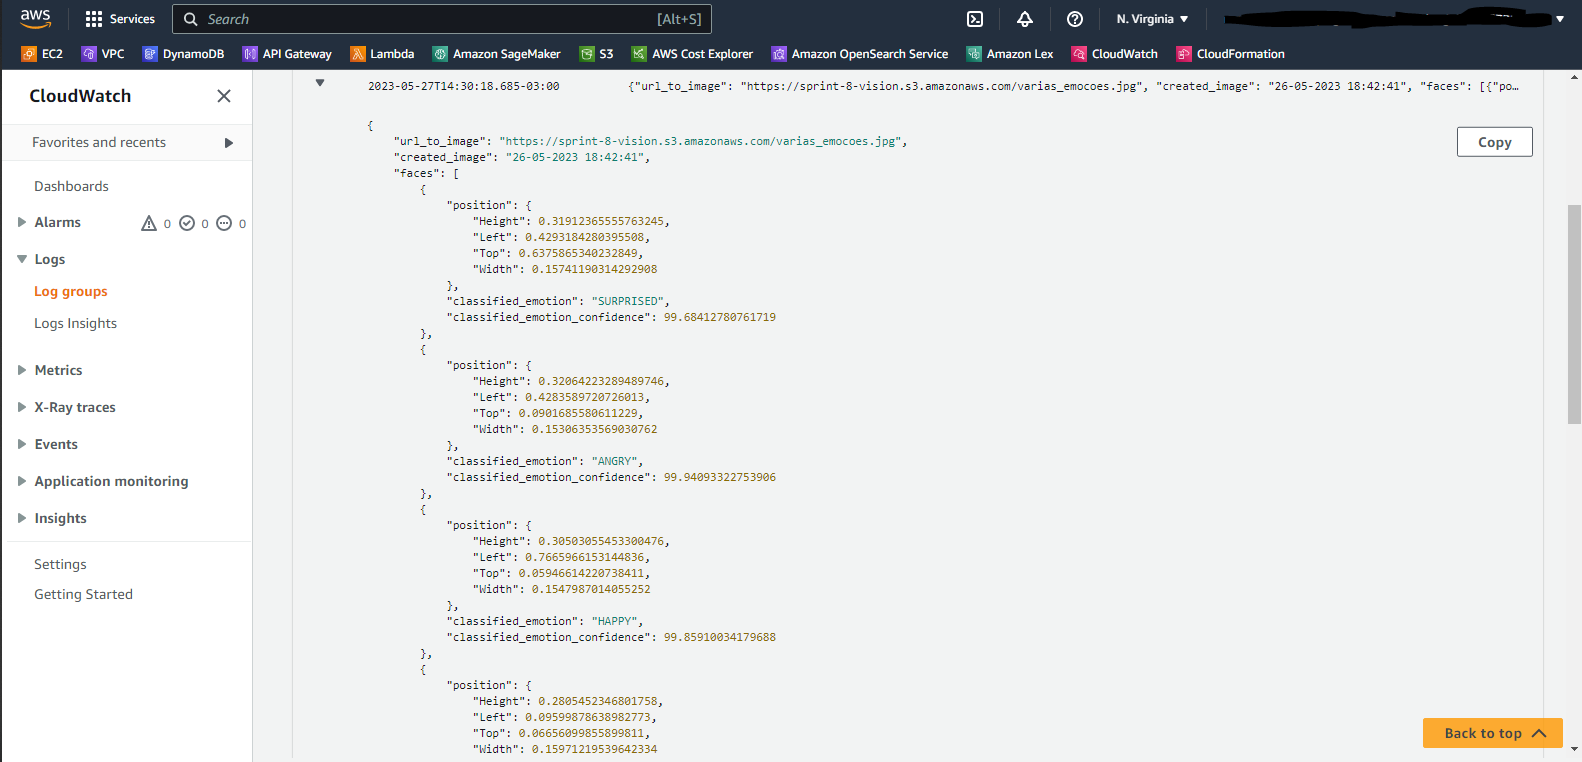 aws Services Search [Alt+S] N. Virginia
EC2 VPC DynamoDB API Gateway Lambda Amazon SageMaker S3 AWS Cost Explorer Amazon OpenSearch Service Amazon Lex CloudWatch CloudFormation
CloudWatch
Favorites and recents
Dashboards
Alarms 0 0 0
Logs
Log groups
Logs Insights
Metrics
X-Ray traces
Events
Application monitoring
Insights
Settings
Getting Started
2023-05-27T14:30:18.685-03:00 {"url_to_image": "https://sprint-8-vision.s3.amazonaws.com/varias_emocoes.jpg", "created_image": "26-05-2023 18:42:41", "faces": [{"po…
Copy
{
"url_to_image": "https://sprint-8-vision.s3.amazonaws.com/varias_emocoes.jpg",
"created_image": "26-05-2023 18:42:41",
"faces": [
{
"position": {
"Height": 0.31912365555763245,
"Left": 0.4293184280395508,
"Top": 0.6375865340232849,
"Width": 0.15741190314292908
},
"classified_emotion": "SURPRISED",
"classified_emotion_confidence": 99.68412780761719
},
{
"position": {
"Height": 0.32064223289489746,
"Left": 0.4283589720726013,
"Top": 0.0901685580611229,
"Width": 0.15306353569030762
},
"classified_emotion": "ANGRY",
"classified_emotion_confidence": 99.94093322753906
},
{
"position": {
"Height": 0.30503055453300476,
"Left": 0.7665966153144836,
"Top": 0.05946614220738411,
"Width": 0.1547987014055252
},
"classified_emotion": "HAPPY",
"classified_emotion_confidence": 99.85910034179688
},
{
"position": {
"Height": 0.2805452346801758,
"Left": 0.09599878638982773,
"Top": 0.06656099855899811,
"Width": 0.15971219539642334
Back to top